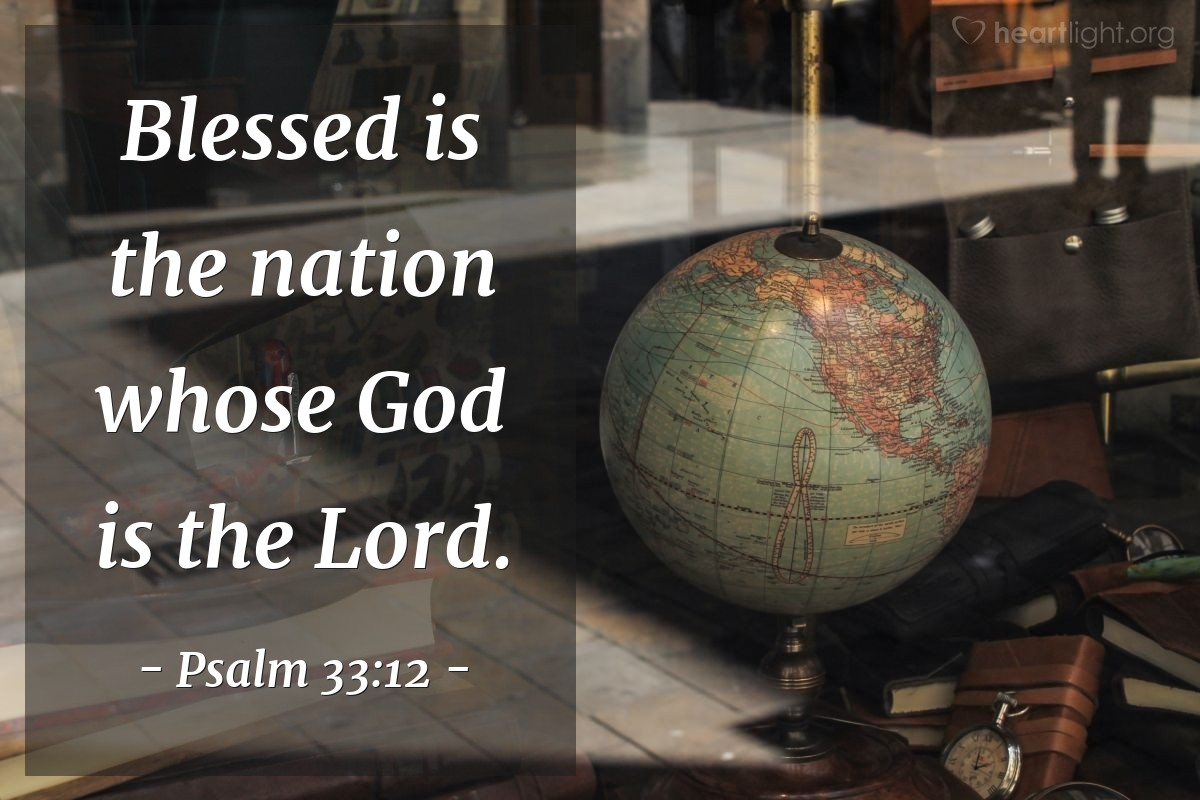 heartlight.org
Blessed is
the nation
whose God
is the Lord.
- Psalm 33:12 -